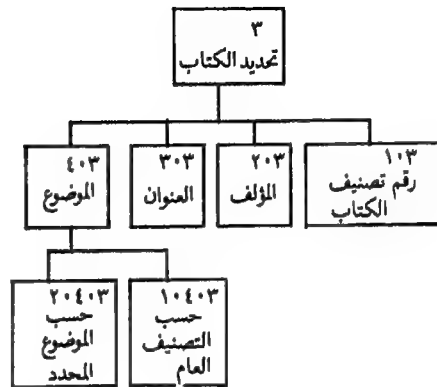 ٣
تحديد الكتاب
١٠٣
رقم تصنيف
الكتاب
٢٠٣
المؤلف
٣٠٣
العنوان
٤٠٣
الموضوع
١٠٤٠٣
حسب
التصنيف
العام
٢٠٤٠٣
حسب
الموضوع
المحدد